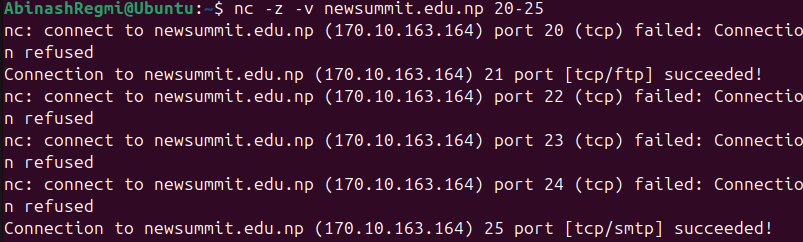 AbinashRegmi@Ubuntu:~$ nc -z -v newsummit.edu.np 20-25
nc: connect to newsummit.edu.np (170.10.163.164) port 20 (tcp) failed: Connectio
n refused
Connection to newsummit.edu.np (170.10.163.164) 21 port [tcp/ftp] succeeded!
nc: connect to newsummit.edu.np (170.10.163.164) port 22 (tcp) failed: Connectio
n refused
nc: connect to newsummit.edu.np (170.10.163.164) port 23 (tcp) failed: Connectio
n refused
nc: connect to newsummit.edu.np (170.10.163.164) port 24 (tcp) failed: Connectio
n refused
Connection to newsummit.edu.np (170.10.163.164) 25 port [tcp/smtp] succeeded!